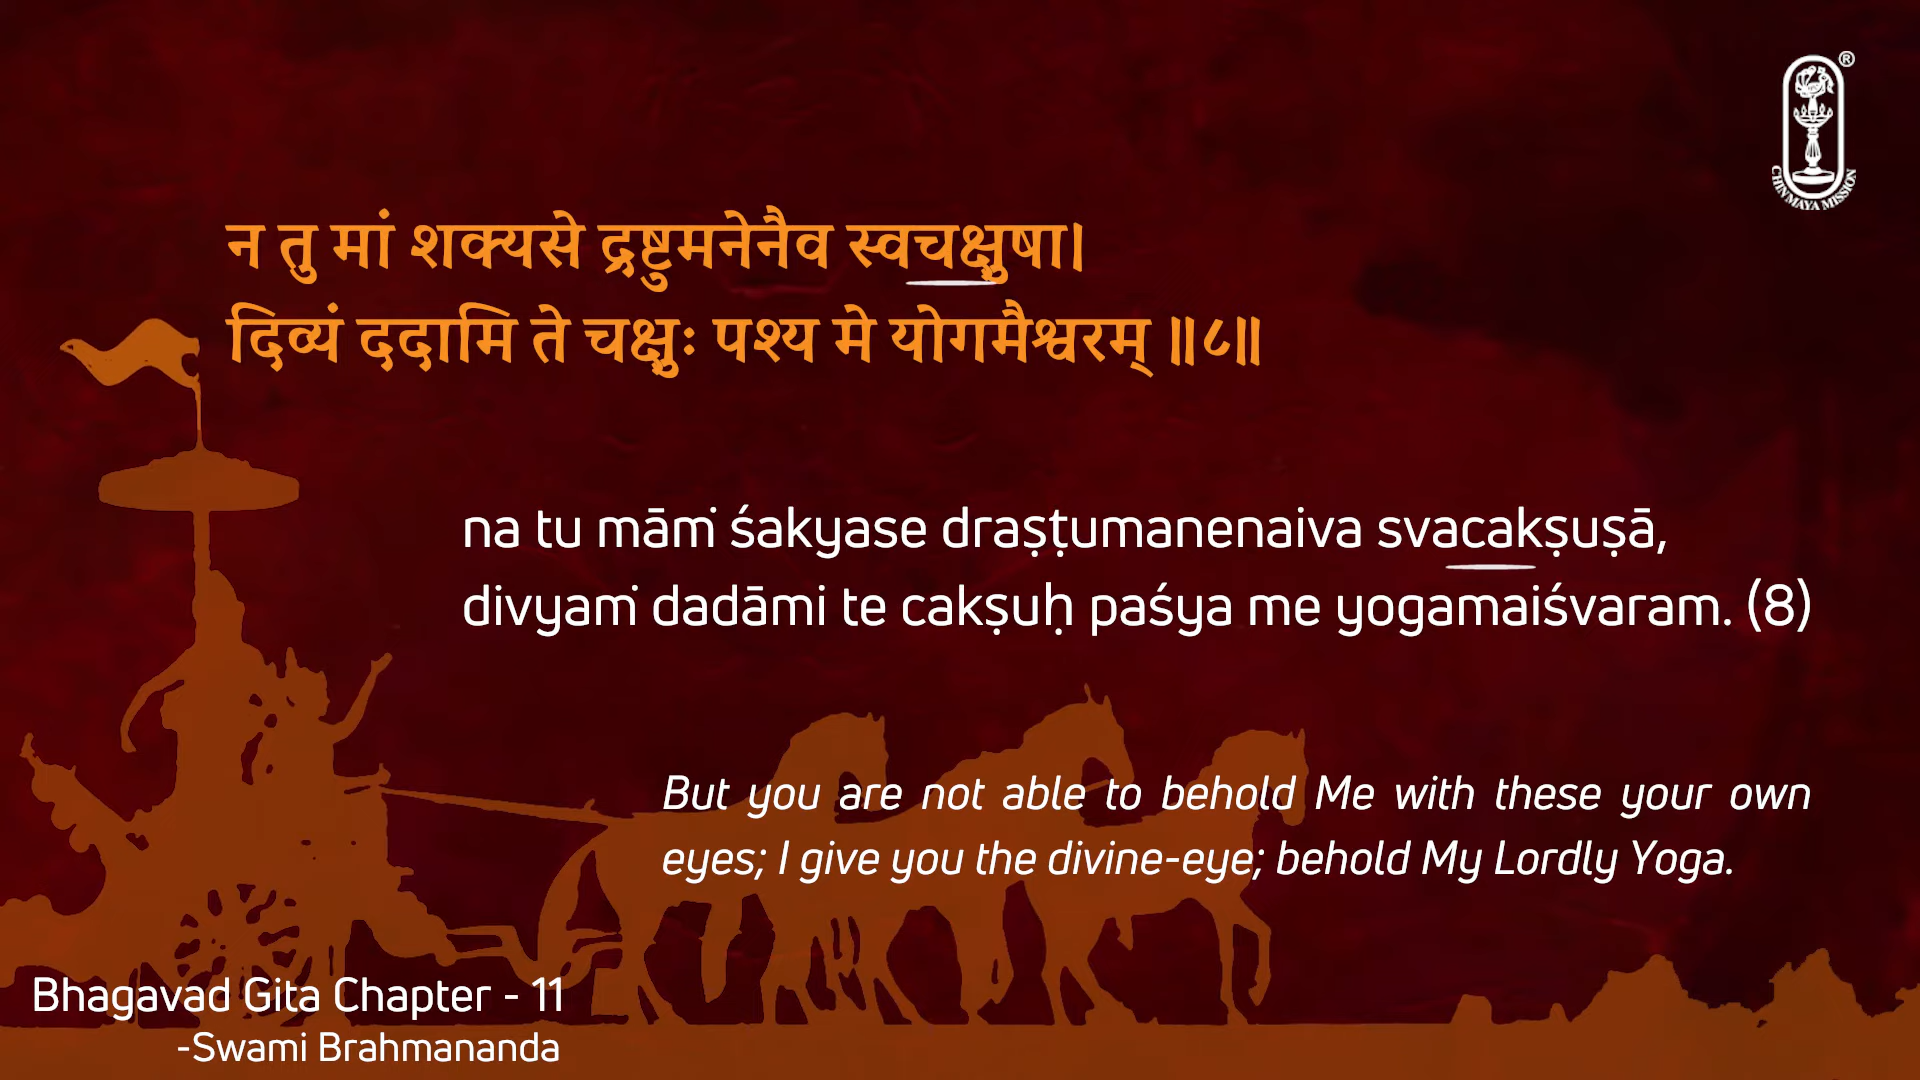 ®
CHINMAYA MISSION
न तु मां शक्यसे द्रष्टुमनेनैव स्वचक्षुषा।
दिव्यं ददामि ते चक्षुः पश्य मे योगमैश्वरम् ॥८॥
na tu māṁ śakyase draṣṭumanenaiva svacakṣuṣā,
divyaṁ dadāmi te cakṣuḥ paśya me yogamaiśvaram. (8)
But you are not able to behold Me with these your own
eyes; I give you the divine-eye; behold My Lordly Yoga.
Bhagavad Gita Chapter - 11
-Swami Brahmananda